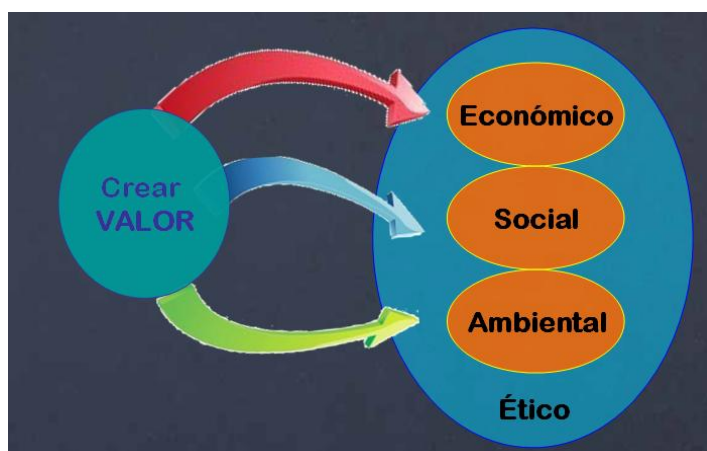 Crear
VALOR
Económico
Social
Ambiental
Ético